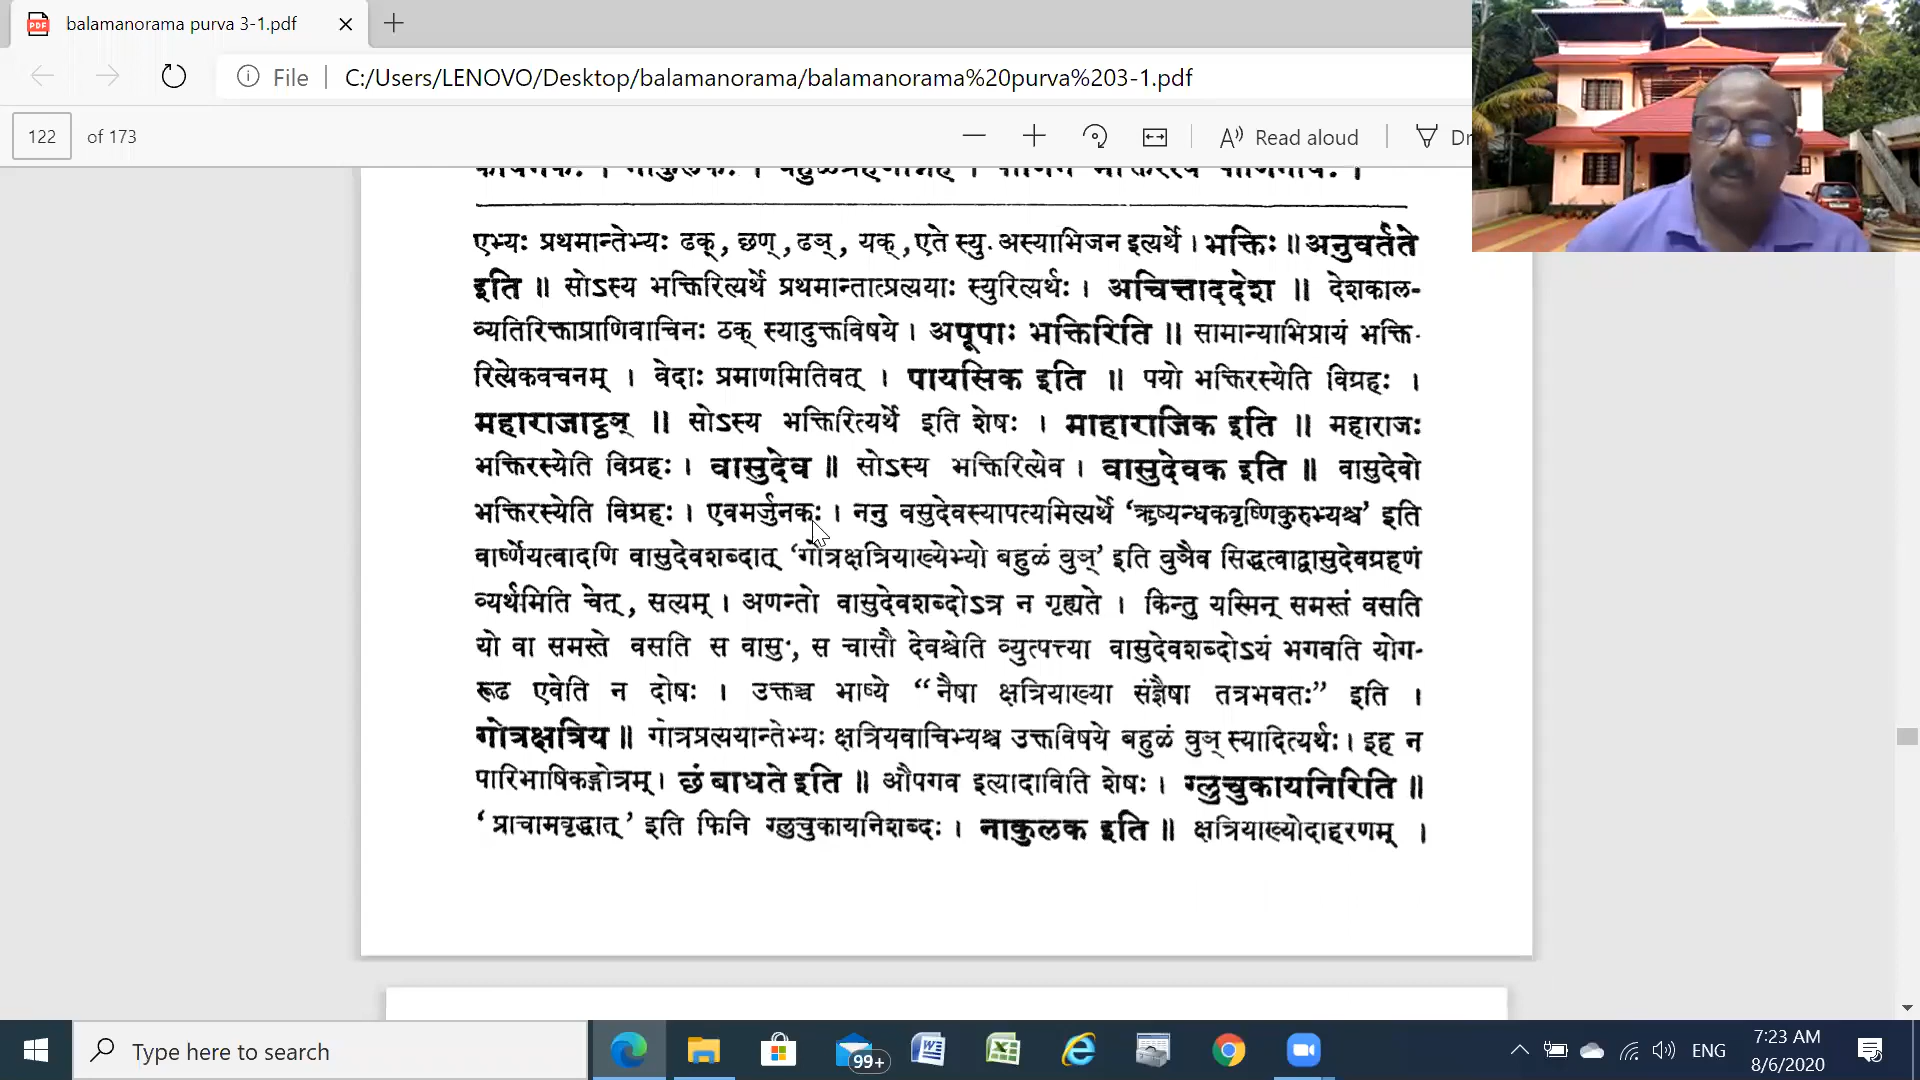 balamanorama purva 3-1.pdf
File | C:/Users/LENOVO/Desktop/balamanorama/balamanorama%20purva%203-1.pdf
122 of 173
Read aloud
एभ्यः प्रथमान्तेभ्यः ढक्, छण्, ढञ्, यक्, एते स्यु. अस्याभिजन इत्यर्थे । भक्तिः ॥ अनुवर्तते
इति ॥ सोऽस्य भक्तिरित्यर्थे प्रथमान्तात्प्रत्ययाः स्युरित्यर्थः । अचित्ताददेश ॥ देशकाल-
व्यतिरिक्ताप्राणिवाचिनः ठक् स्यादुक्तविषये । अपूपाः भक्तिरिति ॥ सामान्याभिप्रायं भक्ति-
रित्येकवचनम् । वेदाः प्रमाणमितिवत् । पायसिक इति ॥ पयो भक्तिरस्येति विग्रहः ।
महाराजाट्ठञ् ॥ सोऽस्य भक्तिरित्यर्थे इति शेषः । माहाराजिक इति ॥ महाराजः
भक्तिरस्येति विग्रहः । वासुदेव ॥ सोऽस्य भक्तिरित्येव । वासुदेवक इति ॥ वासुदेवो
भक्तिरस्येति विग्रहः । एवमर्जुनकः । ननु वसुदेवस्यापत्यमित्यर्थे ‘ऋष्यन्धकवृष्णिकुरुभ्यश्च’ इति
वार्ष्णेयत्वादणि वासुदेवशब्दात् ‘गोत्रक्षत्रियाख्येभ्यो बहुळं वुञ्’ इति वुञैव सिद्धत्वाद्वासुदेवग्रहणं
व्यर्थमिति चेत्, सत्यम् । अणन्तो वासुदेवशब्दोऽत्र न गृह्यते । किन्तु यस्मिन् समस्तं वसति
यो वा समस्ते वसति स वासुः, स चासौ देवश्चेति व्युत्पत्त्या वासुदेवशब्दोऽयं भगवति योग-
रूढ एवेति न दोषः । उक्तञ्च भाष्ये “नैषा क्षत्रियाख्या संज्ञैषा तत्रभवतः” इति ।
गोत्रक्षत्रिय ॥ गोत्रप्रत्ययान्तेभ्यः क्षत्रियवाचिभ्यश्च उक्तविषये बहुळं वुञ् स्यादित्यर्थः । इह न
पारिभाषिकङ्गोत्रम् । छं बाधते इति ॥ औपगव इत्यादाविति शेषः । ग्लुचुकायनिरिति ॥
‘प्राचामवृद्धात्’ इति फिनि ग्लुचुकायनिशब्दः । नाकुलक इति ॥ क्षत्रियाख्योदाहरणम् ।
Type here to search
99+
ENG
7:23 AM
8/6/2020